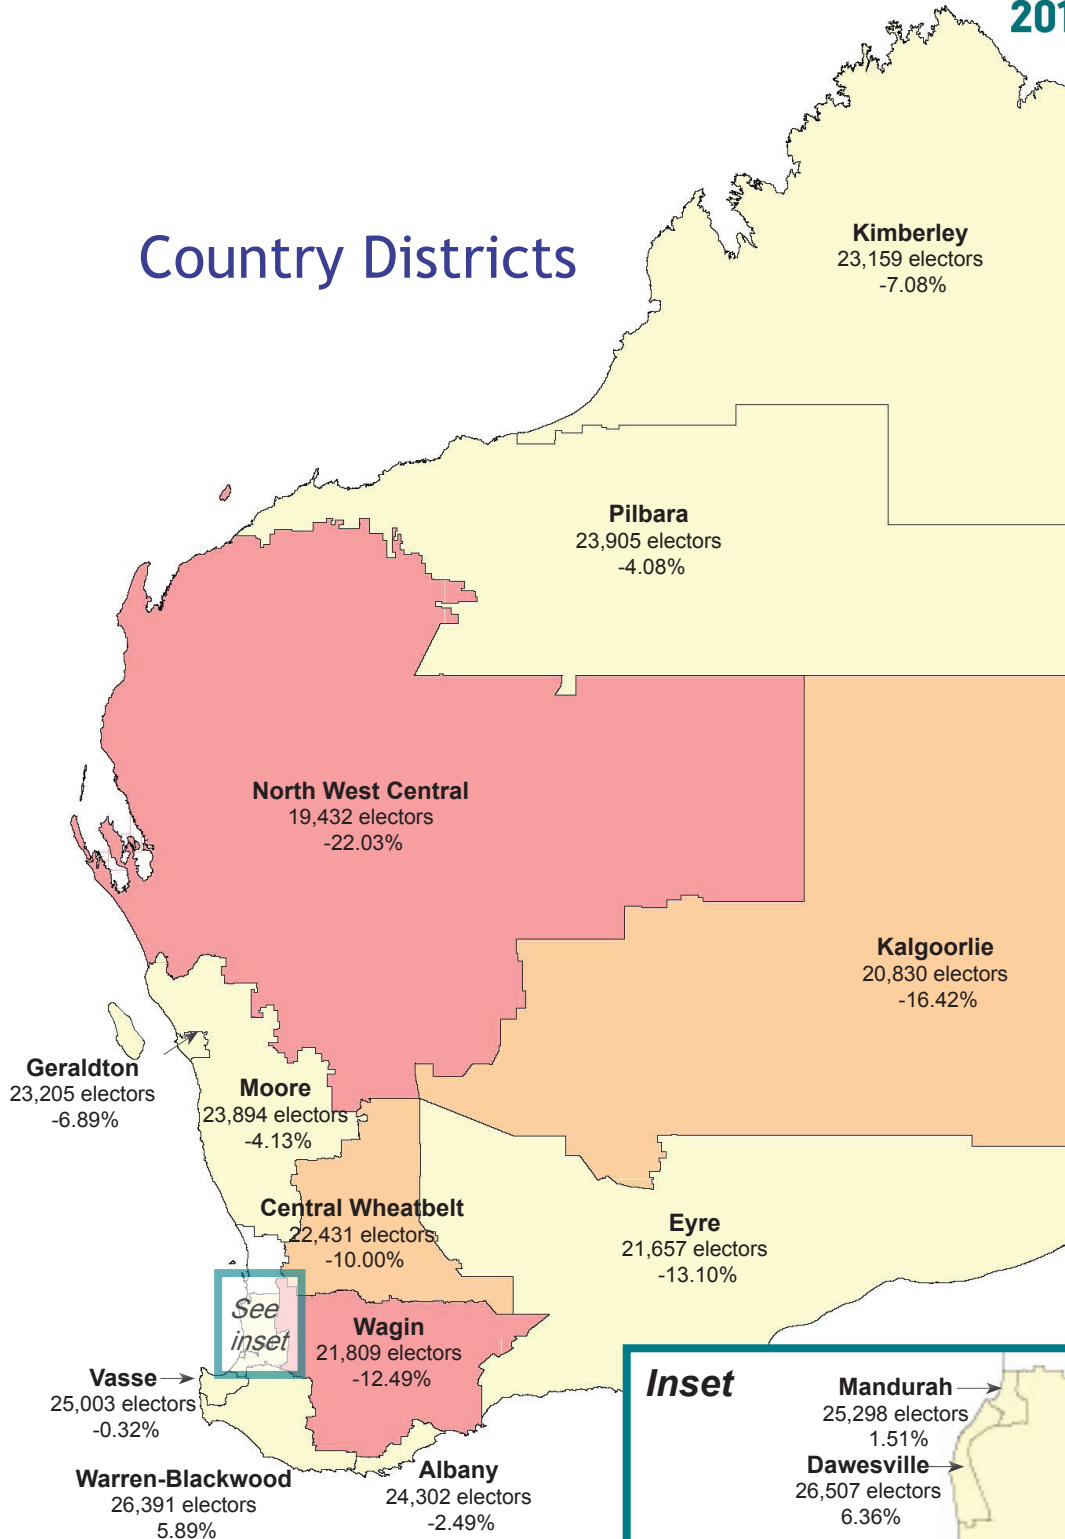 201
Country Districts
Kimberley
23,159 electors
-7.08%
Pilbara
23,905 electors
-4.08%
North West Central
19,432 electors
-22.03%
Kalgoorlie
20,830 electors
-16.42%
Geraldton
23,205 electors
-6.89%
Moore
23,894 electors
-4.13%
Central Wheatbelt
22,431 electors
-10.00%
Eyre
21,657 electors
-13.10%
See
inset
Wagin
21,809 electors
-12.49%
Vasse
25,003 electors
-0.32%
Warren-Blackwood
26,391 electors
5.89%
Albany
24,302 electors
-2.49%
Inset
Mandurah
25,298 electors
1.51%
Dawesville
26,507 electors
6.36%